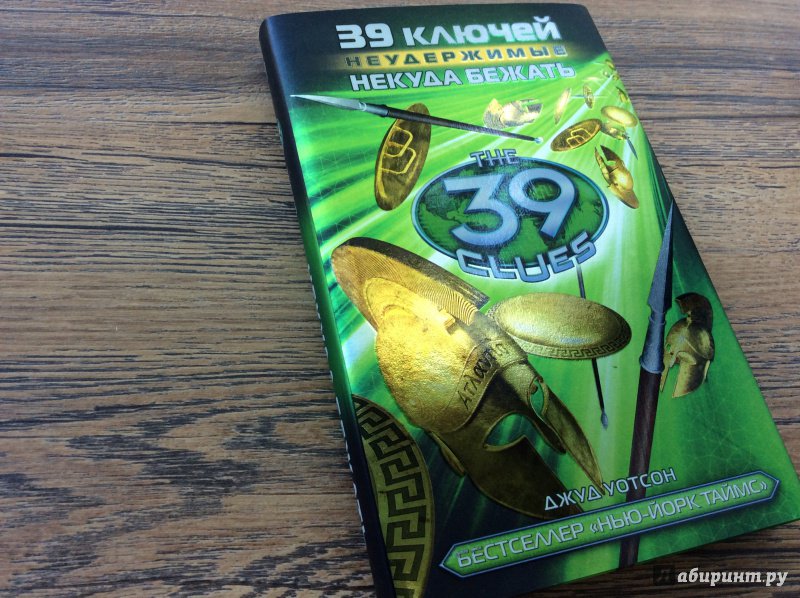 39 КЛЮЧЕЙ
НЕУДЕРЖИМЫЕ
НЕКУДА БЕЖАТЬ
THE
39
CLUES
ДЖУД УОТСОН
БЕСТСЕЛЛЕР «НЬЮ-ЙОРК ТАЙМС»
Лабиринт.ру